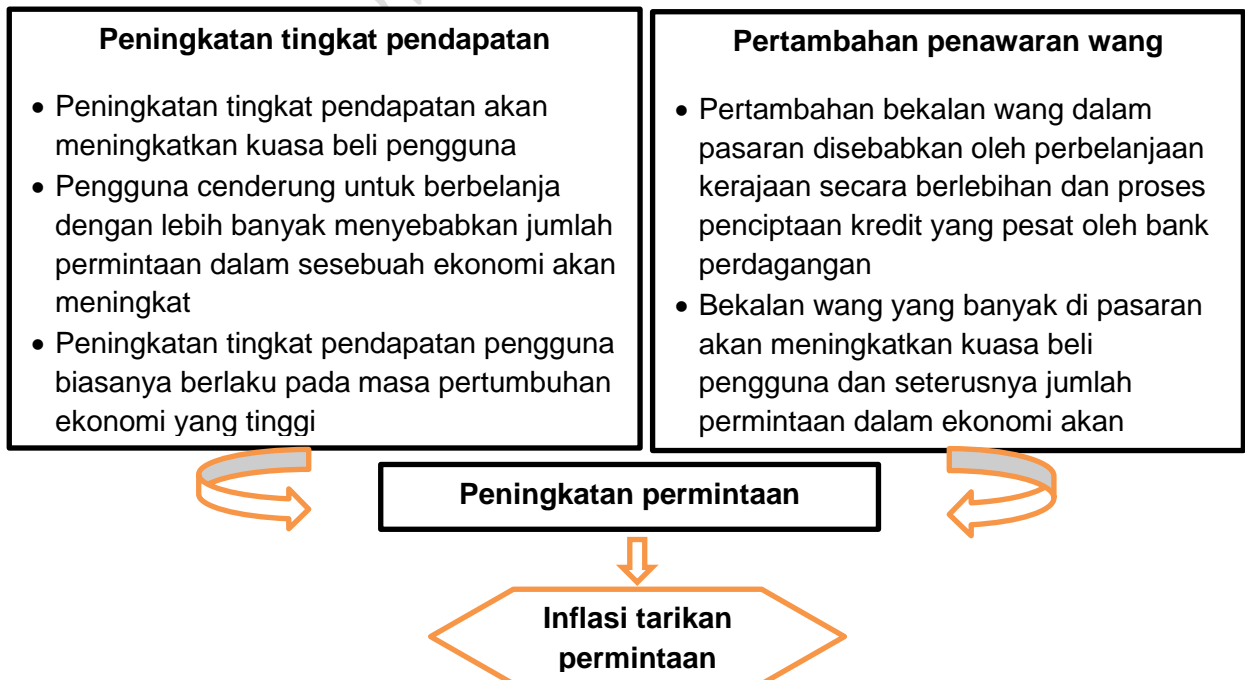 Peningkatan tingkat pendapatan
• Peningkatan tingkat pendapatan akan
meningkatkan kuasa beli pengguna
• Pengguna cenderung untuk berbelanja
dengan lebih banyak menyebabkan jumlah
permintaan dalam sesebuah ekonomi akan
meningkat
• Peningkatan tingkat pendapatan pengguna
biasanya berlaku pada masa pertumbuhan
ekonomi yang tinggi
Pertambahan penawaran wang
• Pertambahan bekalan wang dalam
pasaran disebabkan oleh perbelanjaan
kerajaan secara berlebihan dan proses
penciptaan kredit yang pesat oleh bank
perdagangan
• Bekalan wang yang banyak di pasaran
akan meningkatkan kuasa beli
pengguna dan seterusnya jumlah
permintaan dalam ekonomi akan
Peningkatan permintaan
Inflasi tarikan
permintaan